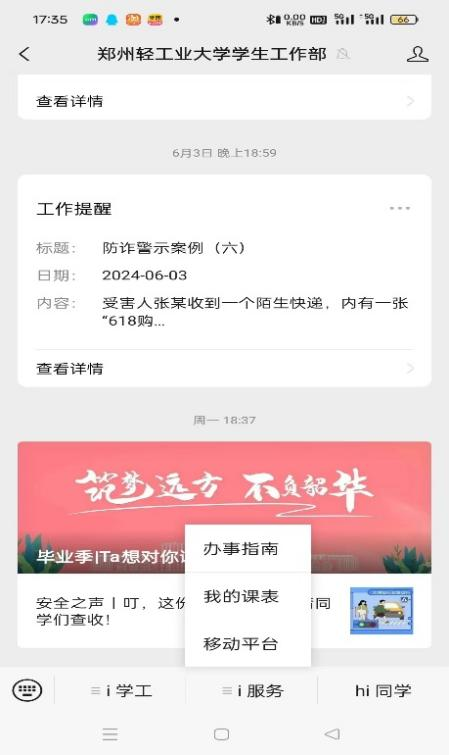 17:35
0.00 KB/S HD 5G 5G 66
郑州轻工业大学学生工作部
查看详情
6月3日 晚上18:59
工作提醒
标题： 防诈警示案例（六）
日期： 2024-06-03
内容： 受害人张某收到一个陌生快递，内有一张
“618购...
查看详情
周一 18:37
筑梦远方 不负韶华
毕业季|Ta想对你
安全之声丨叮，这份
同
学们查收！
办事指南
我的课表
移动平台
i 学工
i 服务
hi 同学